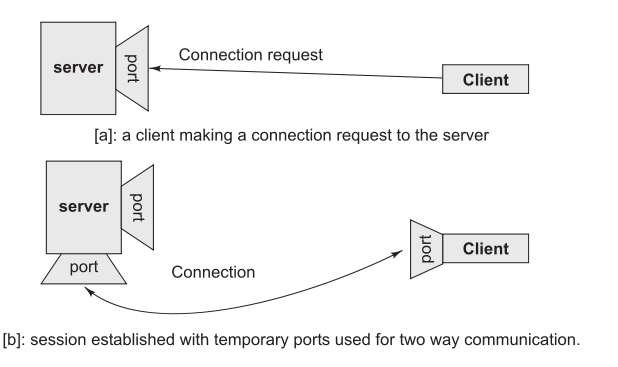 server
port
Connection request
Client
[a]: a client making a connection request to the server
server
port
port
Connection
port
Client
[b]: session established with temporary ports used for two way communication.